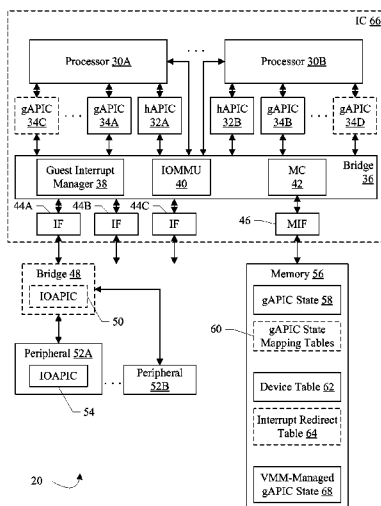 IC 66
Processor 30A
. . .
Processor 30B
gAPIC 34C
. . .
gAPIC 34A
hAPIC 32A
hAPIC 32B
gAPIC 34B
. . .
gAPIC 34D
Guest Interrupt Manager 38
IOMMU 40
MC 42
Bridge 36
44A
44B
44C
IF
IF
IF
46
MIF
Bridge 48
IOAPIC
50
Peripheral 52A
IOAPIC
54
. . .
Peripheral 52B
Memory 56
gAPIC State 58
60
gAPIC State Mapping Tables
Device Table 62
Interrupt Redirect Table 64
VMM-Managed gAPIC State 68
20